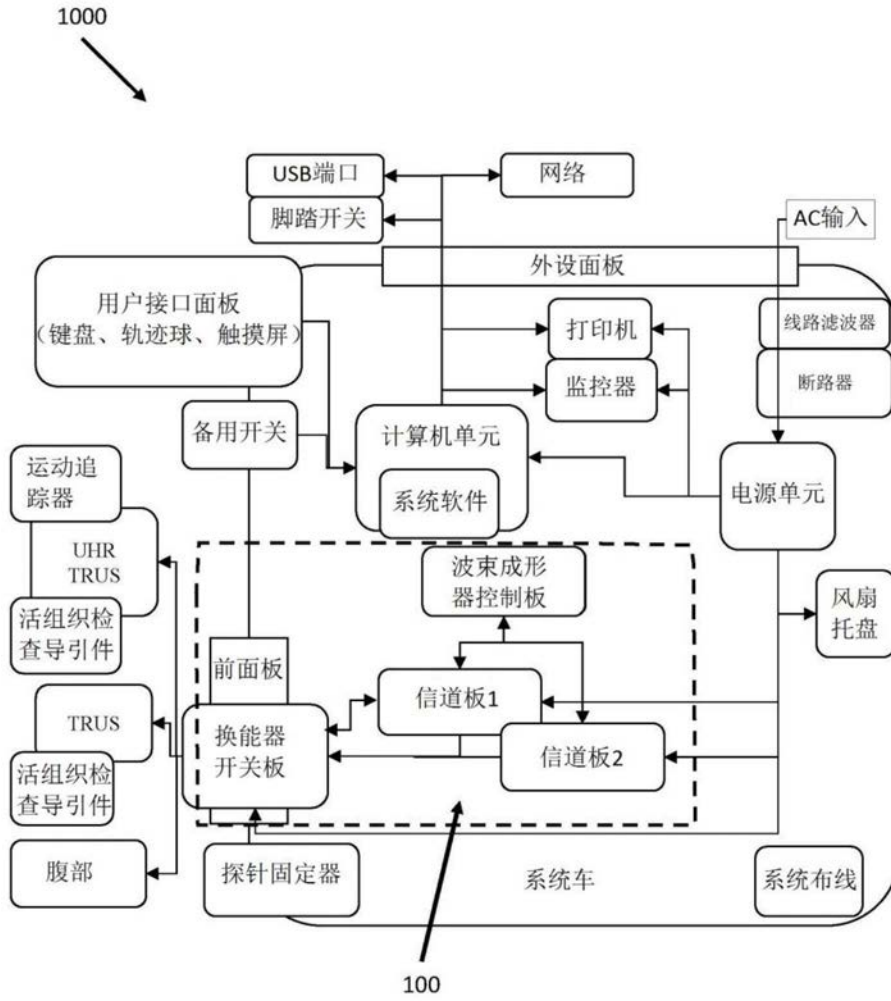 1000
USB端口
网络
脚踏开关
AC输入
外设面板
用户接口面板
（键盘、轨迹球、触摸屏）
打印机
线路滤波器
监控器
断路器
备用开关
计算机单元
系统软件
电源单元
运动追
踪器
UHR
TRUS
活组织检
查导引件
波束成形
器控制板
风扇
托盘
前面板
信道板1
TRUS
换能器
开关板
信道板2
活组织检
查导引件
腹部
探针固定器
系统车
系统布线
100